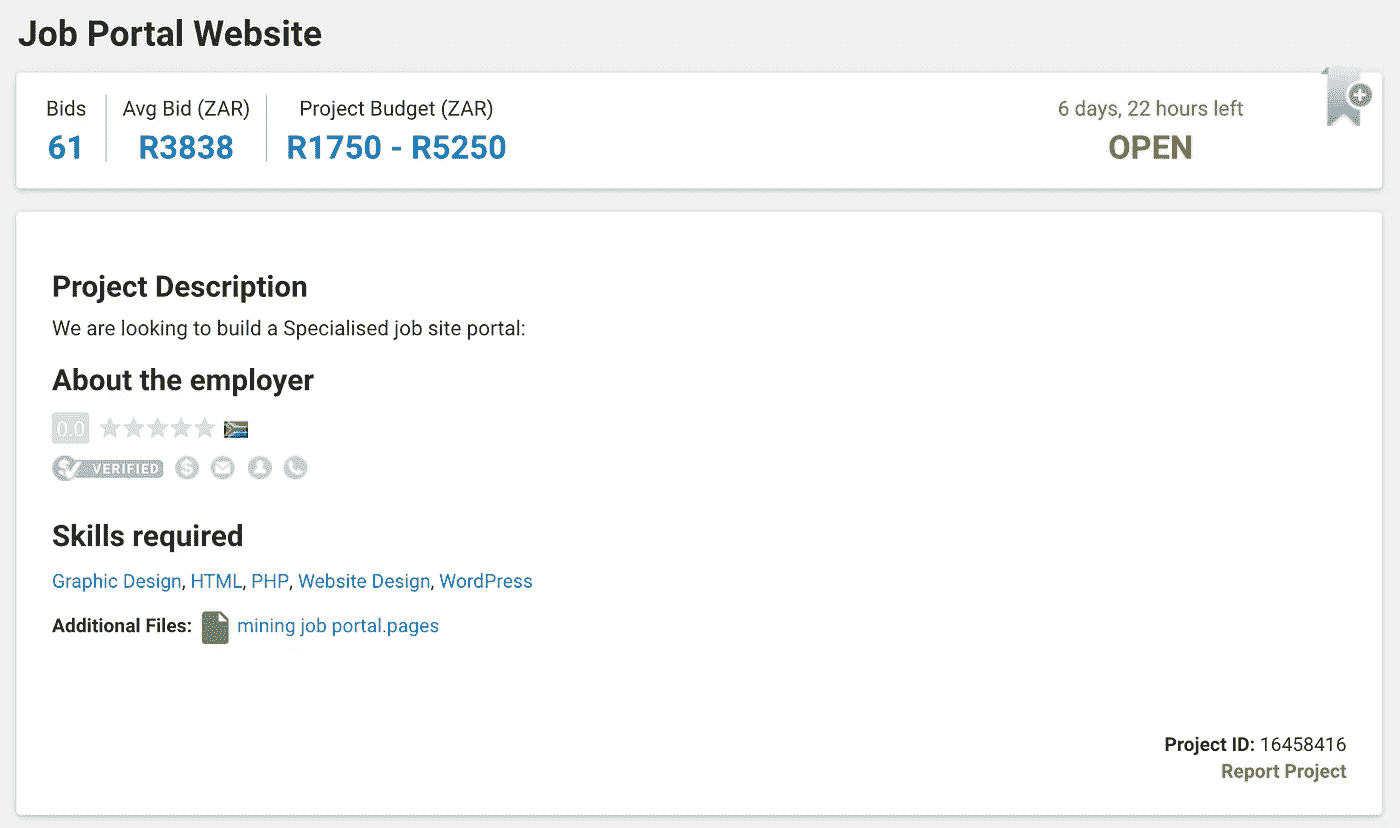 Job Portal Website
Bids
Avg Bid (ZAR)
Project Budget (ZAR)
6 days, 22 hours left
61
R3838
R1750 - R5250
OPEN
Project Description
We are looking to build a Specialised job site portal:
About the employer
0.0
VERIFIED
Skills required
Graphic Design, HTML, PHP, Website Design, WordPress
Additional Files: mining job portal.pages
Project ID: 16458416
Report Project